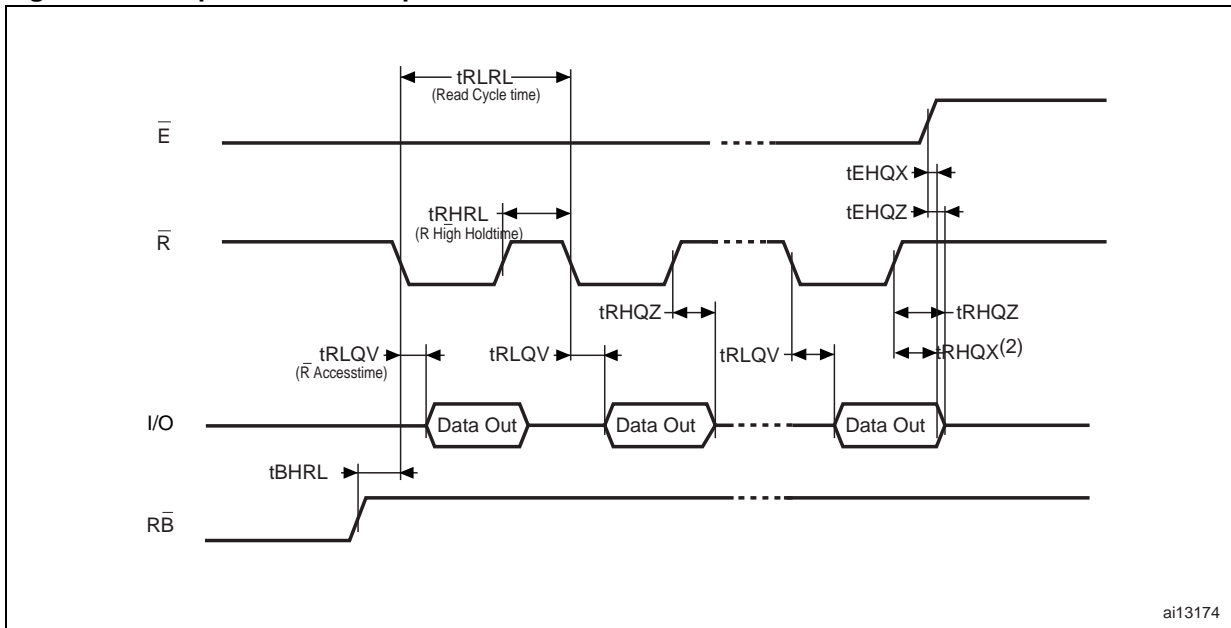 tRLRL
(Read Cycle time)
E
tEHQX
tEHQZ
tRHRL
(R High Holdtime)
R
tRHQZ
tRHQZ
tRLQV
(R Accesstime)
tRLQV
tRLQV
tRHQX(2)
I/O
Data Out
Data Out
Data Out
tBHRL
RB
ai13174